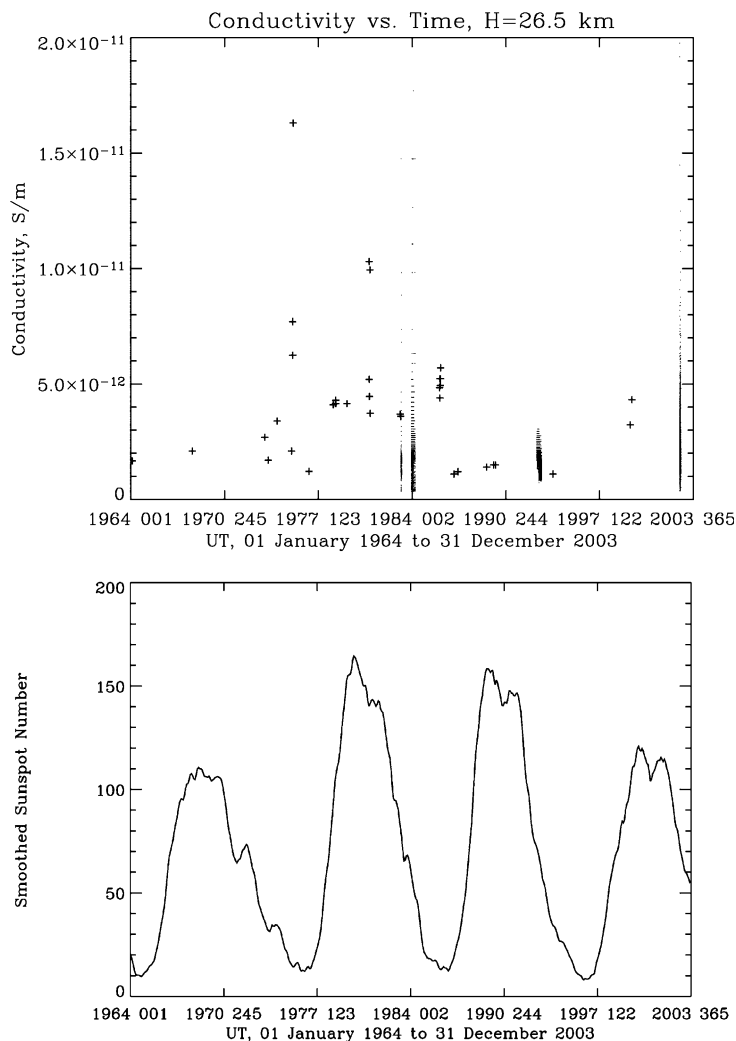 Conductivity vs. Time, H=26.5 km
2.0×10⁻¹¹
1.5×10⁻¹¹
1.0×10⁻¹¹
5.0×10⁻¹²
0
Conductivity, S/m
1964 001 1970 245 1977 123 1984 002 1990 244 1997 122 2003 365
UT, 01 January 1964 to 31 December 2003
200
150
100
50
0
Smoothed Sunspot Number
1964 001 1970 245 1977 123 1984 002 1990 244 1997 122 2003 365
UT, 01 January 1964 to 31 December 2003